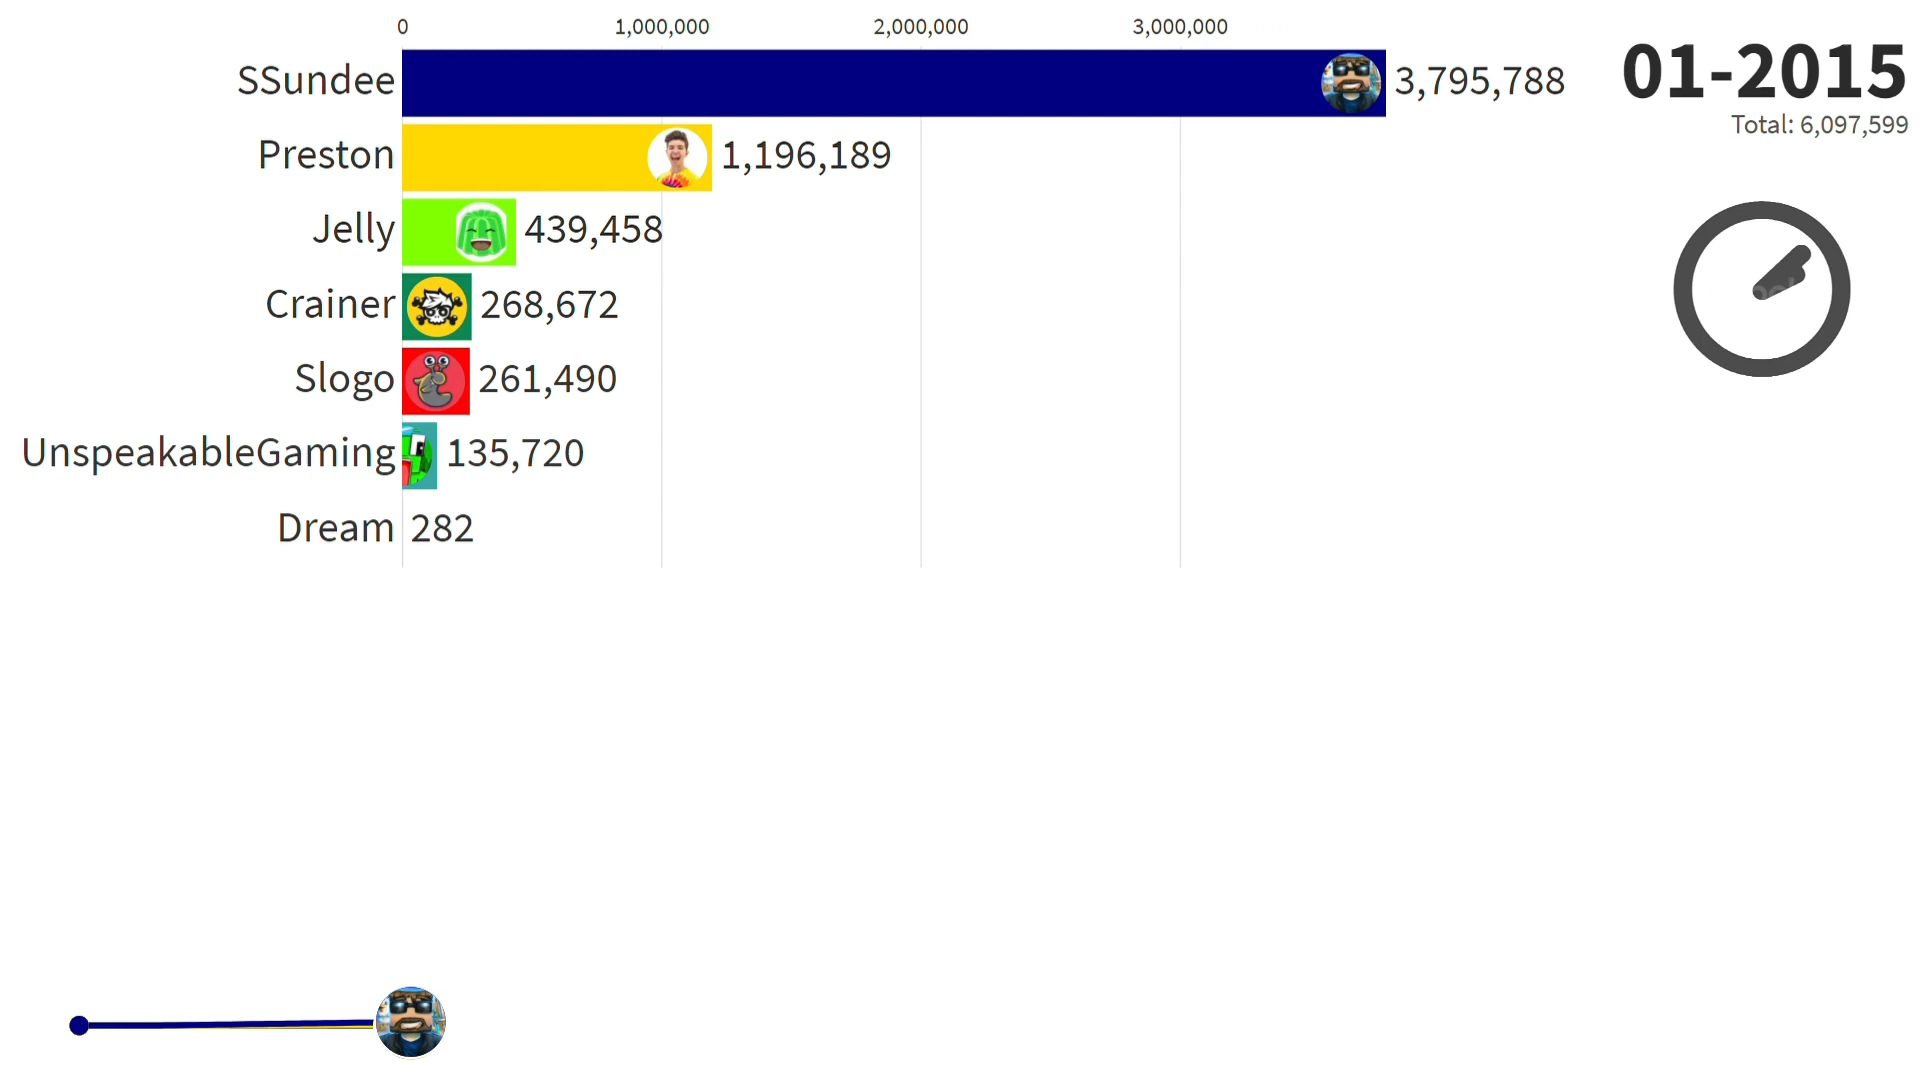 0 1,000,000 2,000,000 3,000,000
SSundee 3,795,788
01-2015
Total: 6,097,599
Preston 1,196,189
Jelly 439,458
Crainer 268,672
Slogo 261,490
UnspeakableGaming 135,720
Dream 282